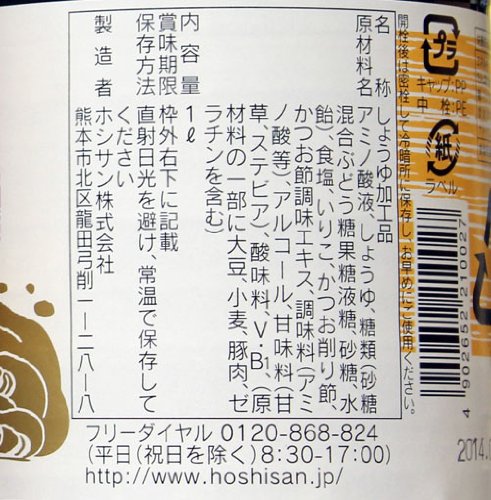 プラ
キャップ:PP
中 栓:PE
紙
ラベル
開栓後は密栓して冷暗所に保存し、お早めにご使用ください。
名 称 しょうゆ加工品
原材料名 アミノ酸液、しょうゆ、糖類(砂糖
混合ぶどう糖果糖液糖、砂糖、水
飴)、食塩、いりこ、かつお削り節、
かつお節調味エキス、調味料(アミ
ノ酸等)、アルコール、甘味料(甘
草、ステビア)、酸味料、V.B₁、(原
材料の一部に大豆、小麦、豚肉、ゼ
ラチンを含む)
内 容 量 1ℓ
賞味期限 枠外右下に記載
保存方法 直射日光を避け、常温で保存して
ください
製 造 者 ホシサン株式会社
熊本市北区龍田弓削一ー二八ー八
フリーダイヤル 0120-868-824
(平日(祝日を除く)8:30-17:00)
http://www.hoshisan.jp/
4 902652 210027
2014.